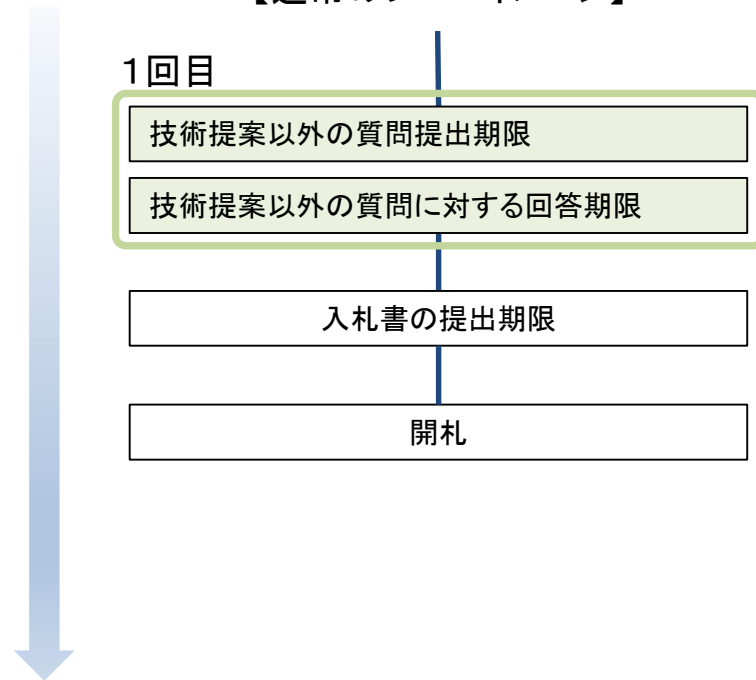 1回目
技術提案以外の質問提出期限
技術提案以外の質問に対する回答期限
入札書の提出期限
開札